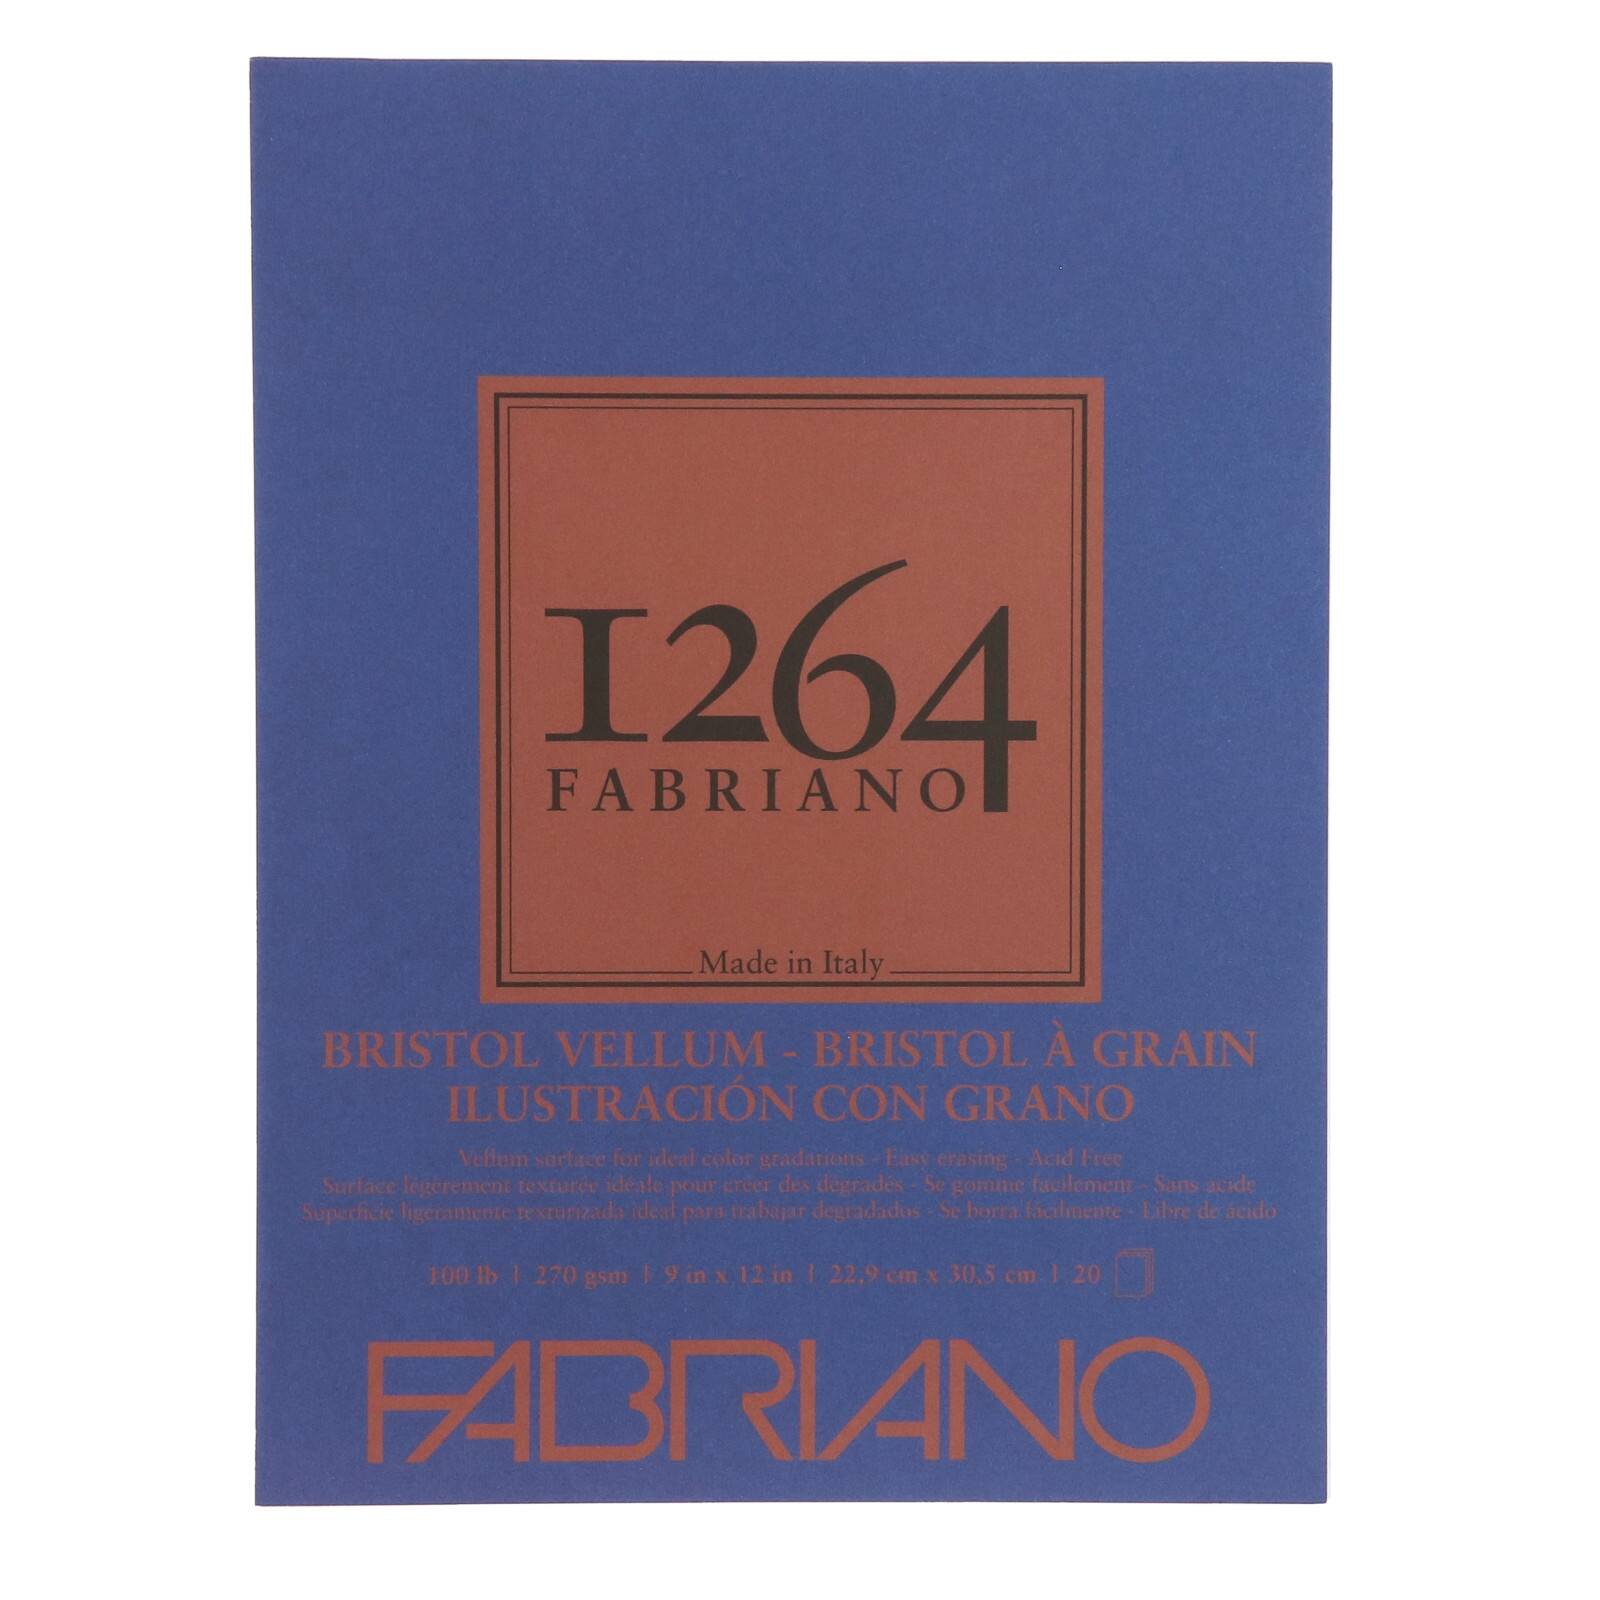 1264
FABRIANO
Made in Italy
BRISTOL VELLUM - BRISTOL À GRAIN
ILUSTRACIÓN CON GRANO
Vellum surface for ideal color gradations - Easy erasing - Acid Free
Surface légèrement texturée idéale pour créer des dégradés - Se gomme facilement - Sans acide
Superficie ligeramente texturizada ideal para trabajar degradados - Se borra fácilmente - Libre de ácido
100 lb | 270 gsm | 9 in x 12 in | 22,9 cm x 30,5 cm | 20
FABRIANO